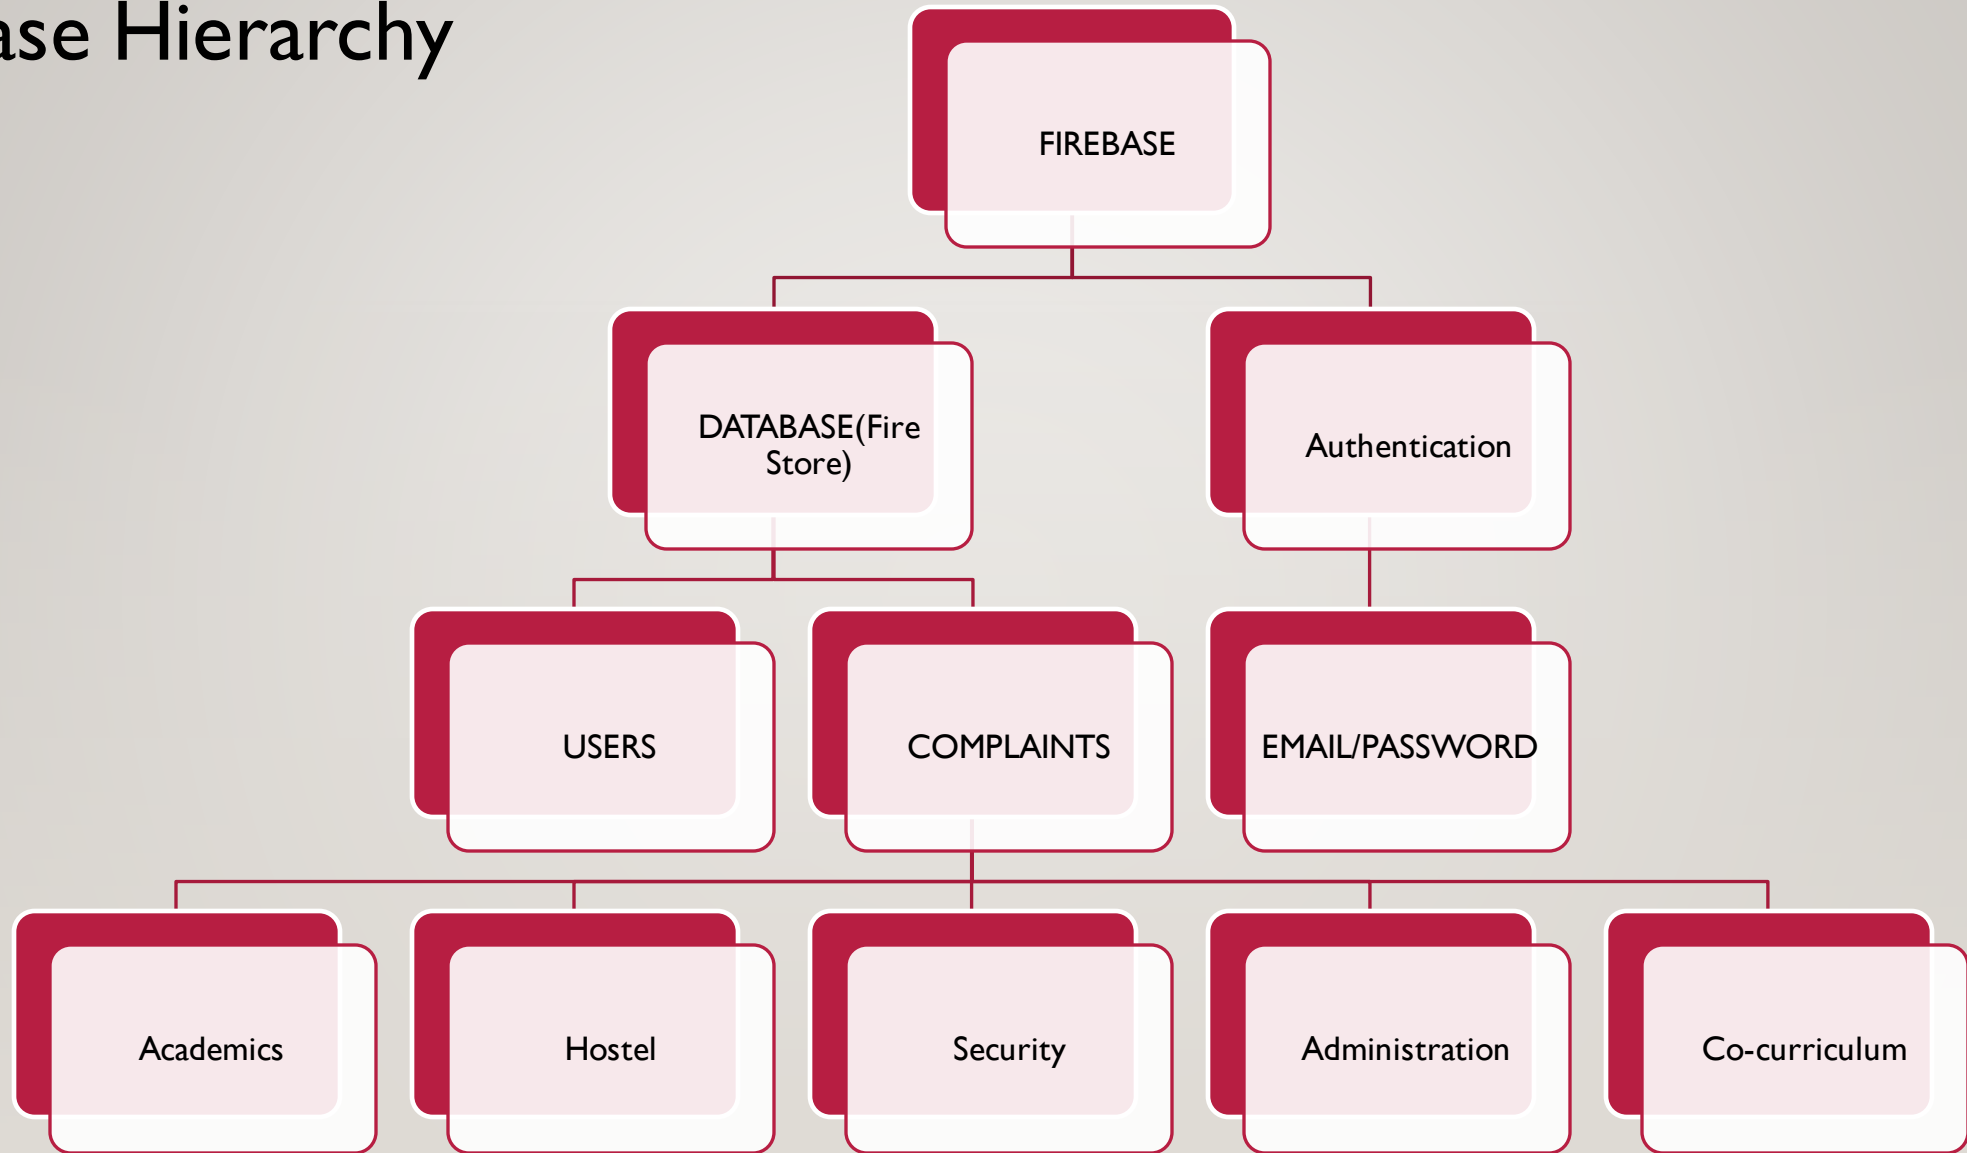 ase Hierarchy
FIREBASE
DATABASE(Fire
Store)
Authentication
USERS
COMPLAINTS
EMAIL/PASSWORD
Academics
Hostel
Security
Administration
Co-curriculum